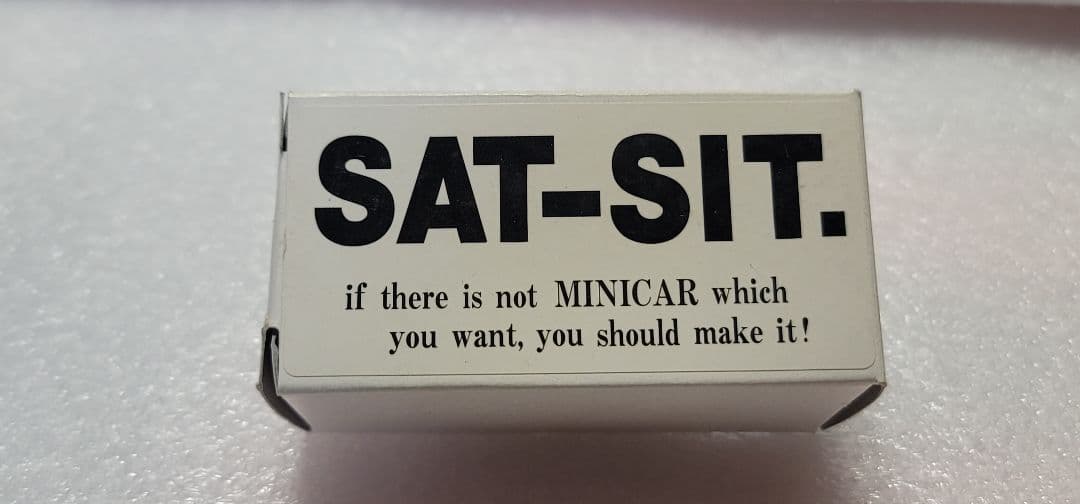 SAT-SIT.
if there is not MINICAR which
you want, you should make it!